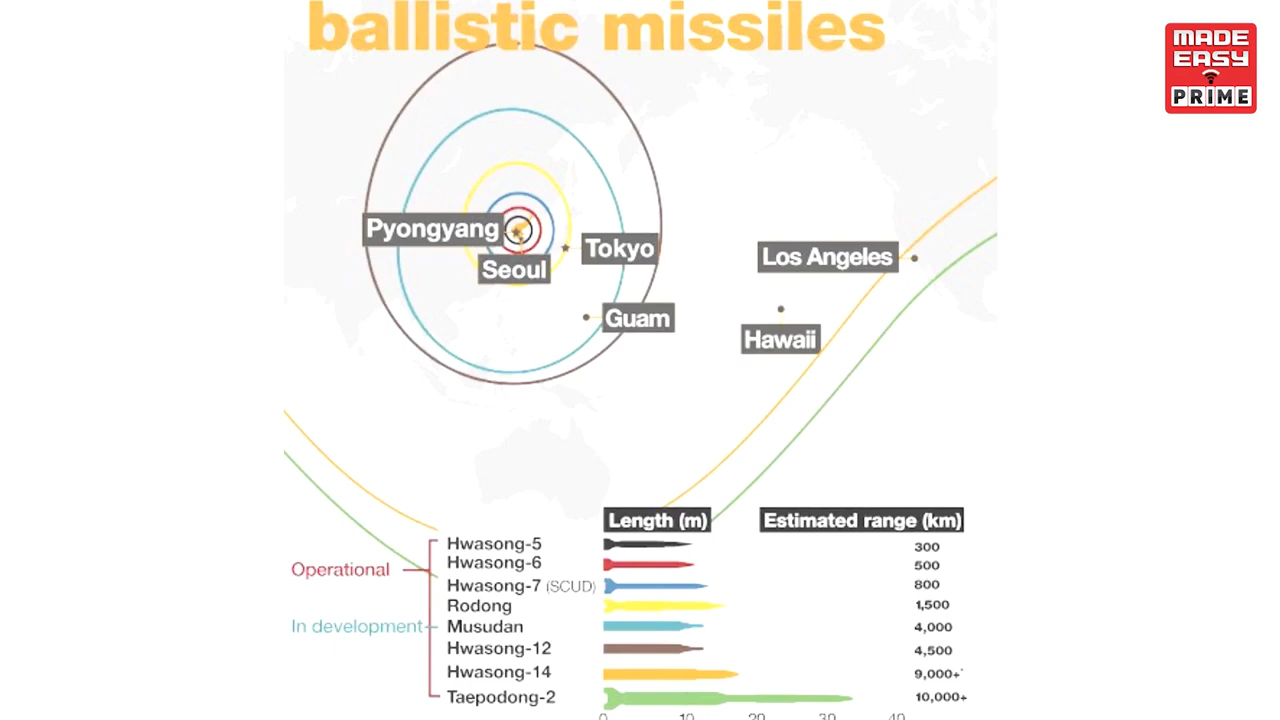 ballistic missiles
MADE
EASY
PRIME
Pyongyang
Tokyo
Seoul
Los Angeles
Guam
Hawaii
Length (m) Estimated range (km)
Hwasong-5 300
Hwasong-6 500
Operational
Hwasong-7 (SCUD) 800
Rodong 1,500
In development Musudan 4,000
Hwasong-12 4,500
Hwasong-14 9,000+*
Taepodong-2 10,000+
0 10 20 30 40